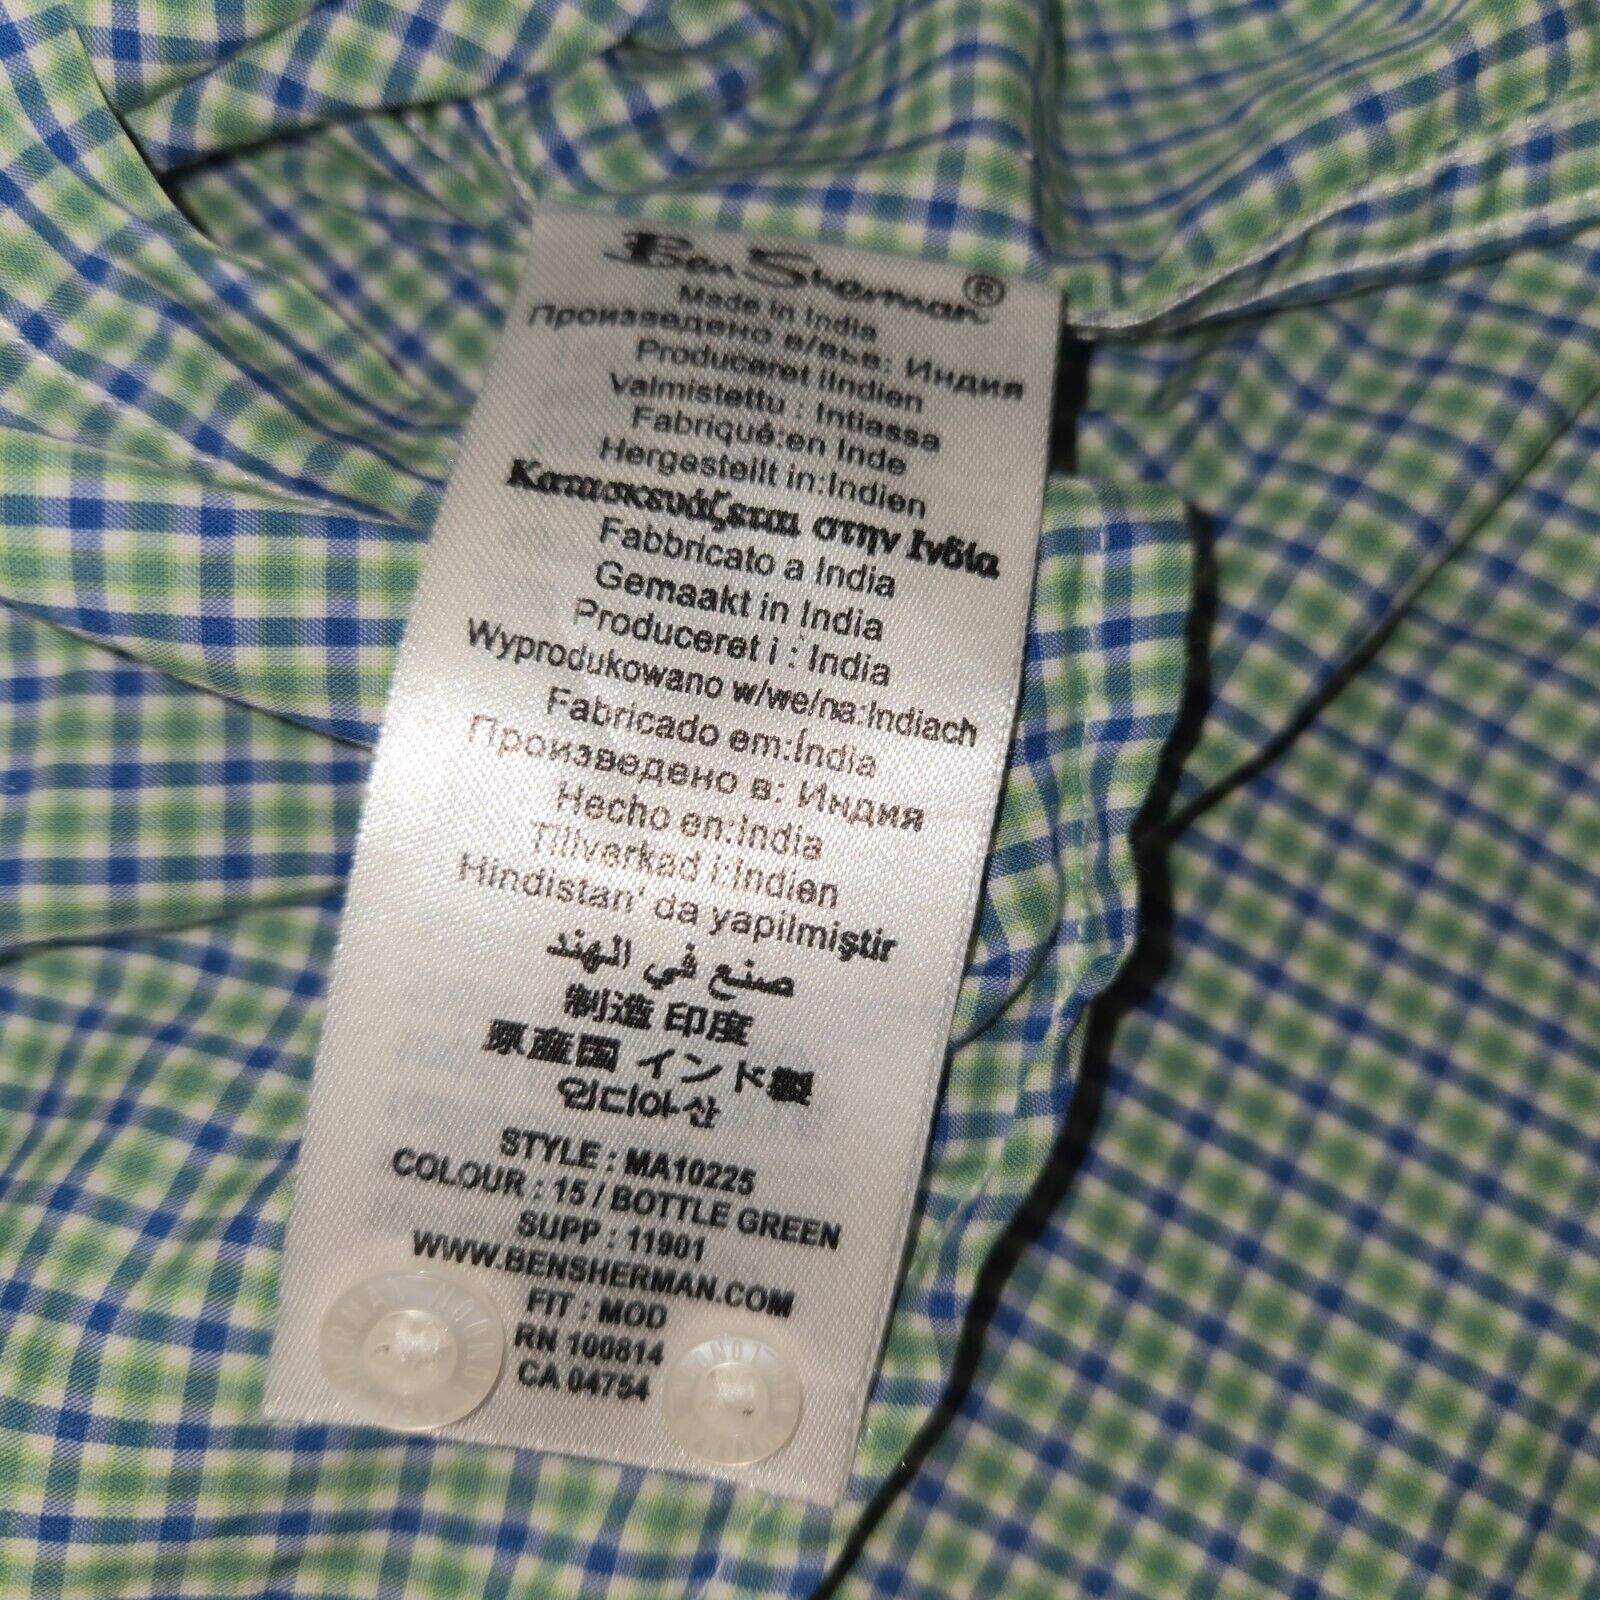 Ben Sherman®
Made in India
Произведено в/вьв: Индия
Produceret iIndien
Valmistettu : Intiassa
Fabriqué:en Inde
Hergestellt in:Indien
Κατασκευάζεται στην Ινδία
Fabbricato a India
Gemaakt in India
Produceret i : India
Wyprodukowano w/we/na:Indiach
Fabricado em:Índia
Произведено в: Индия
Hecho en:India
Tillverkad i:Indien
Hindistan' da yapilmiştir
صنع في الهند
制造 印度
原産国 インド製
인디아산
STYLE : MA10225
COLOUR : 15 / BOTTLE GREEN
SUPP : 11901
WWW.BENSHERMAN.COM
FIT : MOD
RN 100814
CA 04754